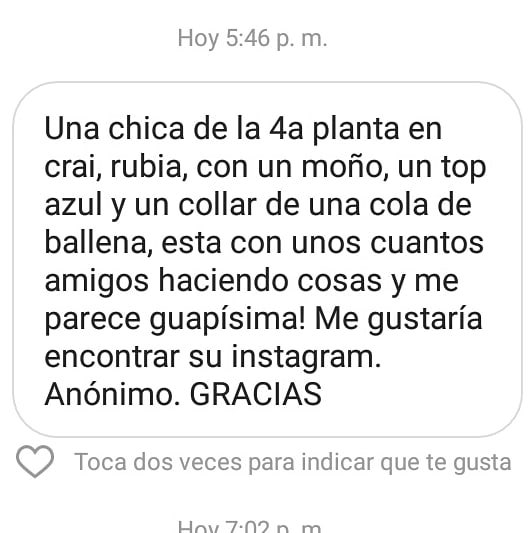 Hoy 5:46 p. m.
Una chica de la 4a planta en
crai, rubia, con un moño, un top
azul y un collar de una cola de
ballena, esta con unos cuantos
amigos haciendo cosas y me
parece guapísima! Me gustaría
encontrar su instagram.
Anónimo. GRACIAS
Toca dos veces para indicar que te gusta
Hoy 7:02 p. m.